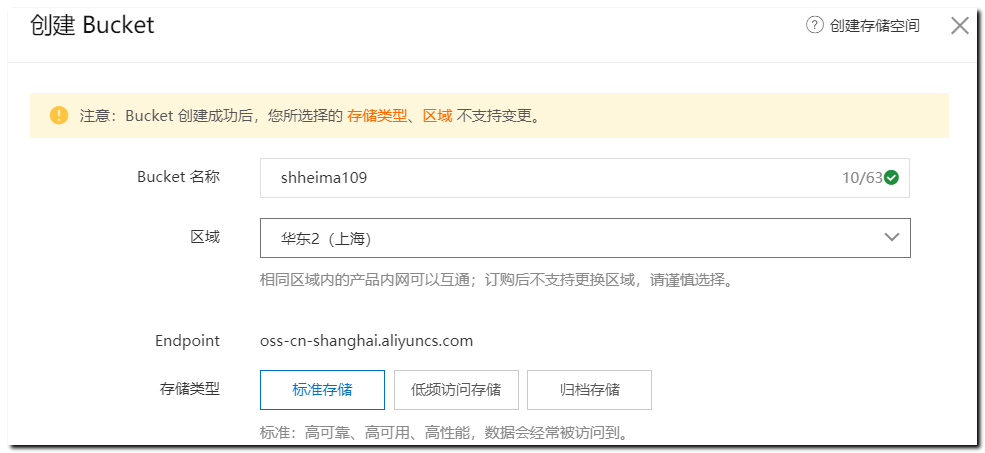 创建 Bucket
创建存储空间
注意：Bucket 创建成功后，您所选择的 存储类型、区域 不支持变更。
Bucket 名称 shheima109 10/63
区域 华东2（上海）
相同区域内的产品内网可以互通；订购后不支持更换区域，请谨慎选择。
Endpoint oss-cn-shanghai.aliyuncs.com
存储类型 标准存储 低频访问存储 归档存储
标准：高可靠、高可用、高性能，数据会经常被访问到。